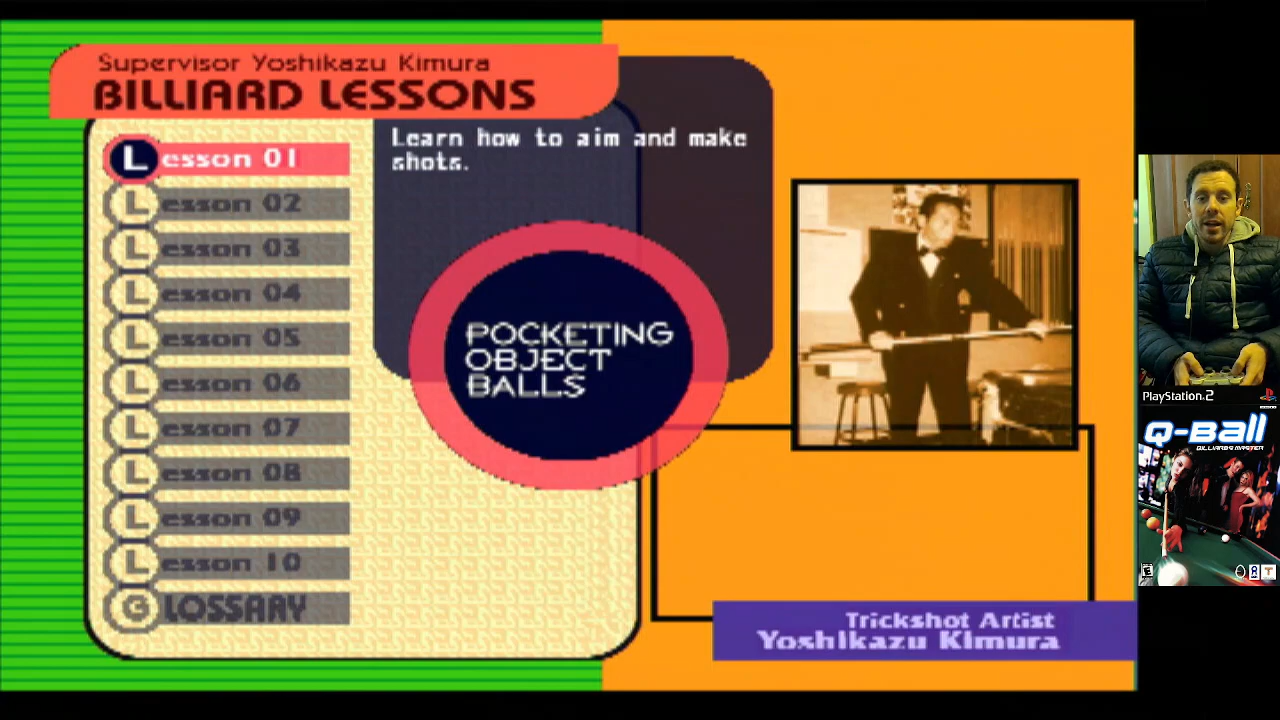 Supervisor Yoshikazu Kimura
BILLIARD LESSONS
Learn how to aim and make
shots.
Lesson 01
Lesson 02
Lesson 03
Lesson 04
Lesson 05
Lesson 06
Lesson 07
Lesson 08
Lesson 09
Lesson 10
GLOSSARY
POCKETING
OBJECT
BALLS
Trickshot Artist
Yoshikazu Kimura
PlayStation 2
Q-Ball
BILLIARDS MASTER